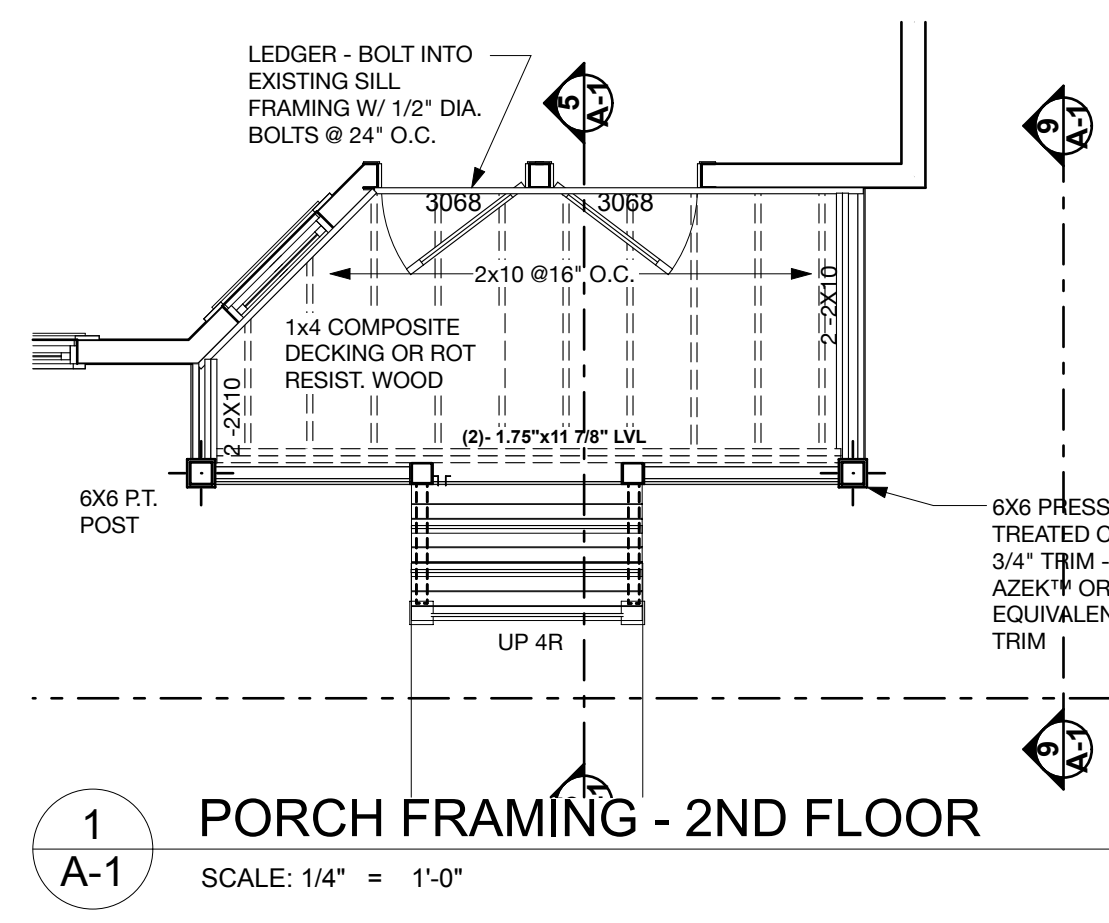 LEDGER - BOLT INTO
EXISTING SILL
FRAMING W/ 1/2" DIA.
BOLTS @ 24" O.C.
5
A-1
9
A-1
3068
3068
2x10 @16" O.C.
2 -2X10
1x4 COMPOSITE
DECKING OR ROT
RESIST. WOOD
2 -2X10
(2)- 1.75"x11 7/8" LVL
6X6 P.T.
POST
6X6 PRESS
TREATED
3/4" TRIM -
AZEK™ OR
EQUIVALEN
TRIM
UP 4R
9
A-1
1
A-1
PORCH FRAMING - 2ND FLOOR
SCALE: 1/4" = 1'-0"